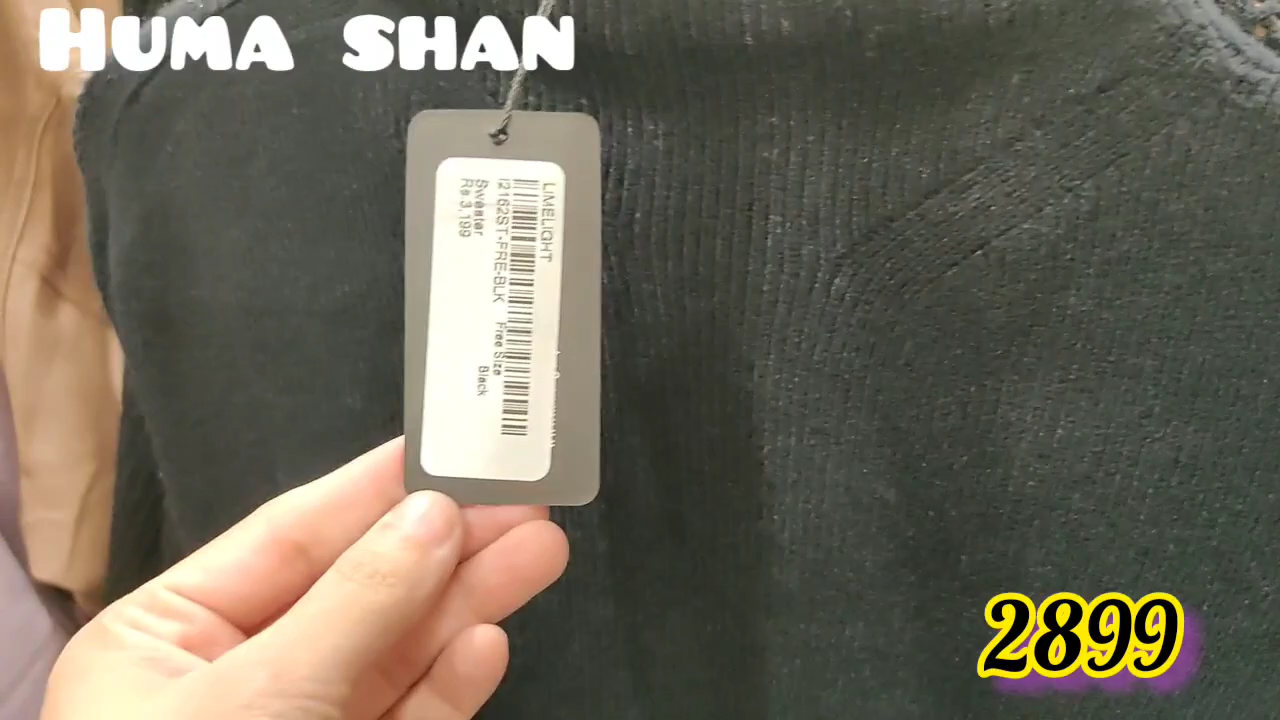 HUMA SHAN
LIMELIGHT
I2162ST-FRE-BLK Free Size
Sweater Black
Rs 3,199
2899